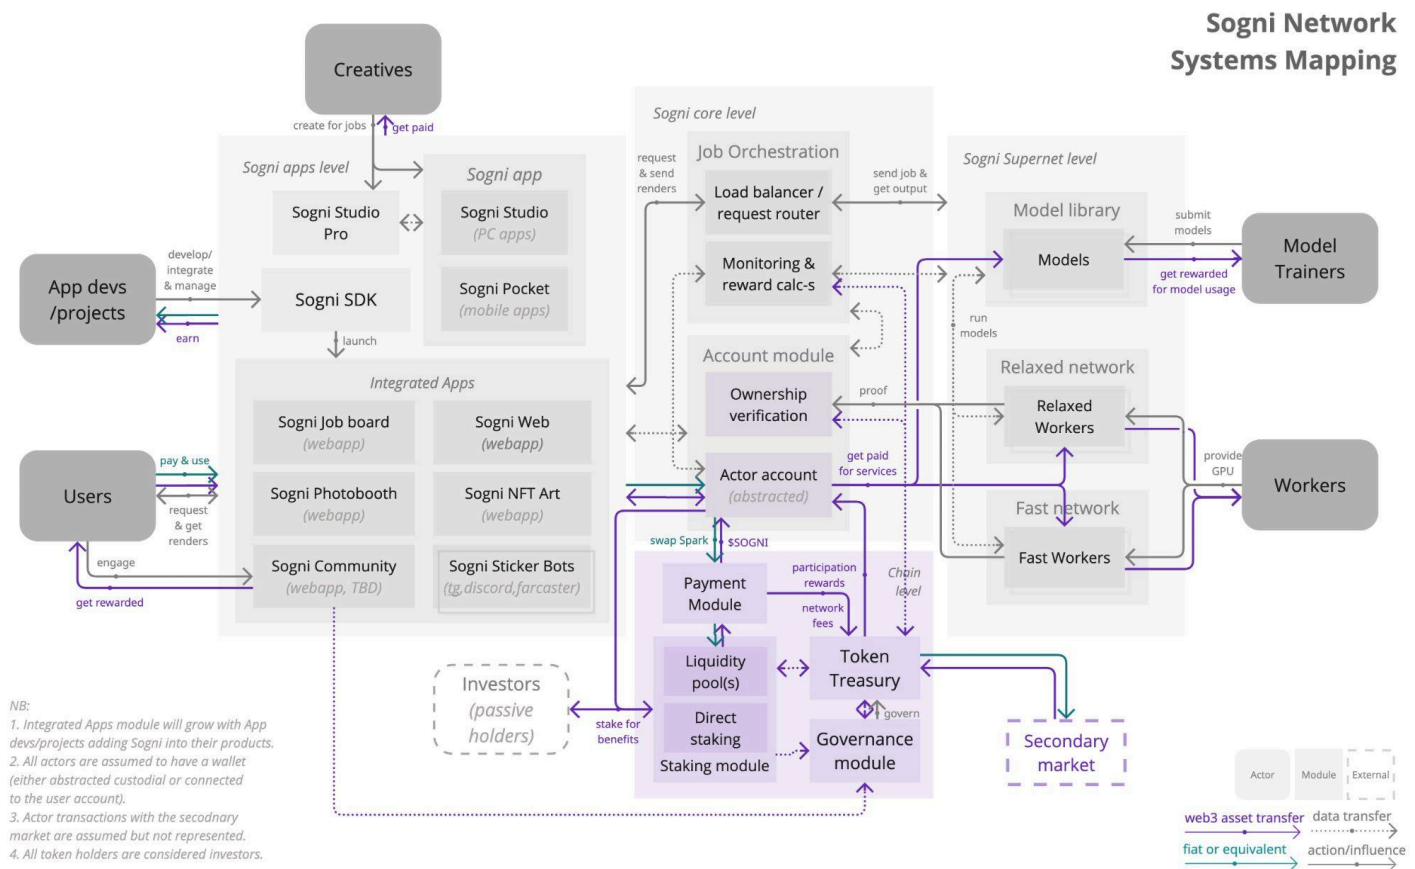 Sogni Network
Systems Mapping
Creatives
create for jobs
get paid
Sogni apps level
Sogni app
Sogni Studio
Pro
Sogni Studio
(PC apps)
Sogni Pocket
(mobile apps)
App devs
/projects
develop/
integrate
& manage
earn
Sogni SDK
launch
Integrated Apps
Sogni Job board
(webapp)
Sogni Web
(webapp)
Sogni Photobooth
(webapp)
Sogni NFT Art
(webapp)
Sogni Community
(webapp, TBD)
Sogni Sticker Bots
(tg,discord,farcaster)
Users
pay & use
request
& get
renders
engage
get rewarded
Sogni core level
request
& send
renders
Job Orchestration
Load balancer /
request router
Monitoring &
reward calc-s
send job &
get output
Account module
Ownership
verification
proof
Actor account
(abstracted)
get paid
for services
swap Spark
$SOGNI
Sogni Supernet level
Model library
Models
submit
models
get rewarded
for model usage
Model
Trainers
run
models
Relaxed network
Relaxed
Workers
Fast network
Fast Workers
provide
GPU
Workers
Chain
level
Payment
Module
participation
rewards
network
fees
Liquidity
pool(s)
Direct
staking
Staking module
Token
Treasury
govern
Governance
module
Investors
(passive
holders)
stake for
benefits
Secondary
market
NB:
1. Integrated Apps module will grow with App
devs/projects adding Sogni into their products.
2. All actors are assumed to have a wallet
(either abstracted custodial or connected
to the user account).
3. Actor transactions with the secodnary
market are assumed but not represented.
4. All token holders are considered investors.
Actor
Module
External
web3 asset transfer
data transfer
fiat or equivalent
action/influence